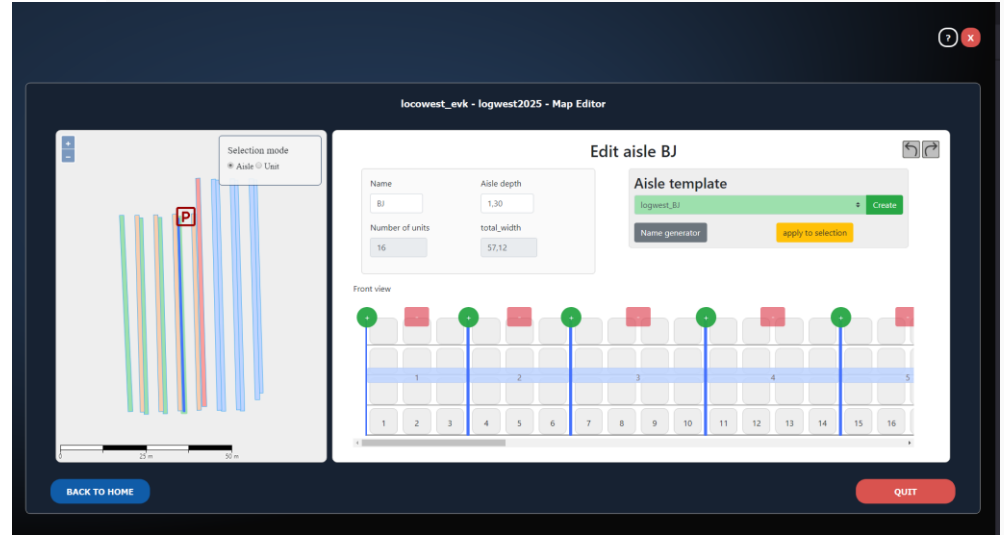 ? X
locowest_evk - logwest2025 - Map Editor
+
-
Selection mode
Aisle Unit
P
0 25 m 50 m
Edit aisle BJ
Name Aisle depth
BJ 1,30
Number of units total_width
16 57,12
Aisle template
logwest_BJ Create
Name generator apply to selection
Front view
+ - + - + - + - + -
1 2 3 4 5
1 2 3 4 5 6 7 8 9 10 11 12 13 14 15 16
BACK TO HOME QUIT